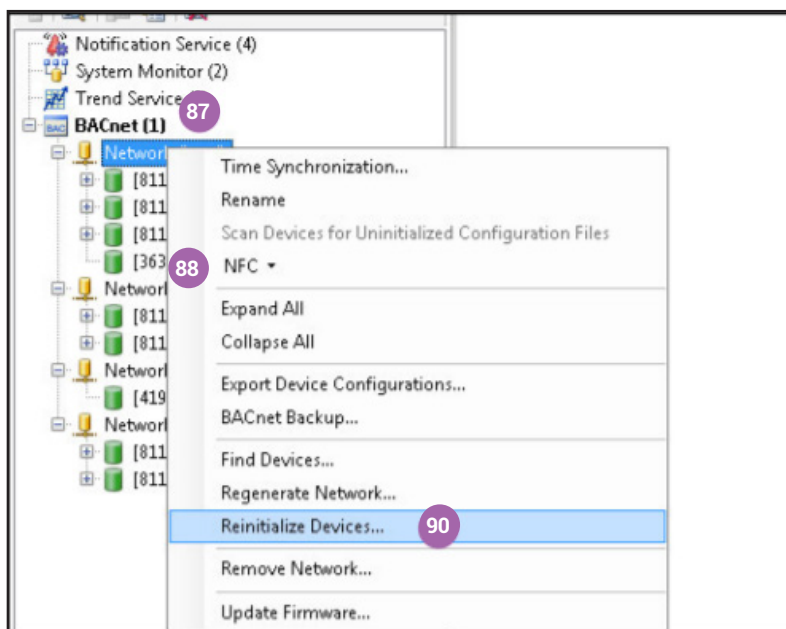 Notification Service (4)
System Monitor (2)
Trend Service
87
BACnet (1)
Network
[811
[811
[811
[363
Network
[811
[811
Network
[419
Network
[811
[811
Time Synchronization...
Rename
Scan Devices for Uninitialized Configuration Files
88
NFC
Expand All
Collapse All
Export Device Configurations...
BACnet Backup...
Find Devices...
Regenerate Network...
Reinitialize Devices...
90
Remove Network...
Update Firmware...